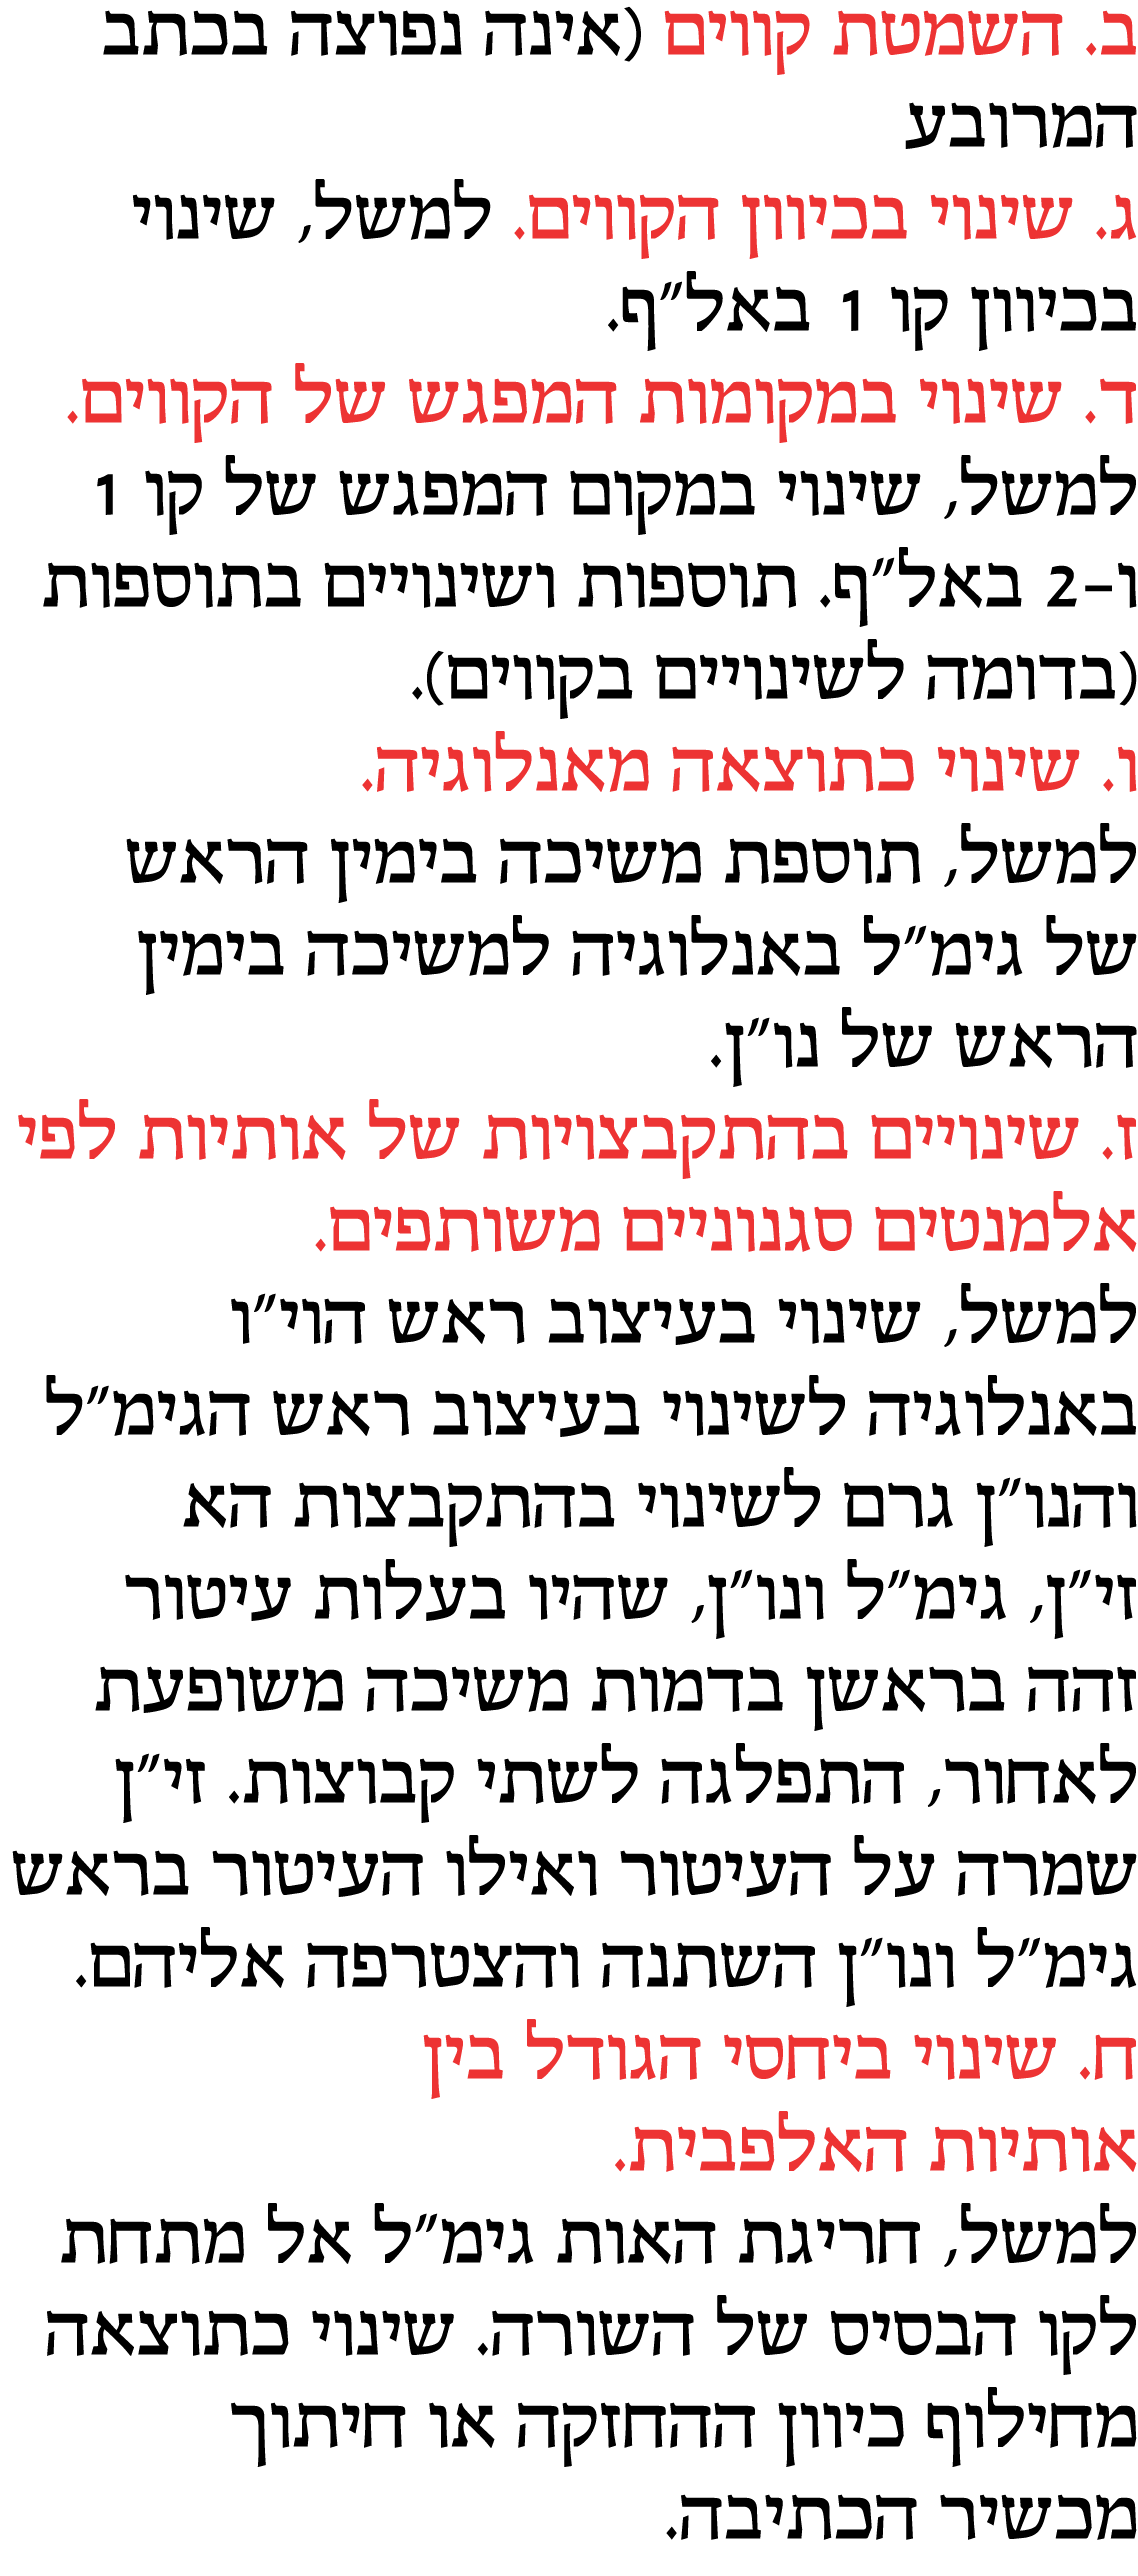 ב. השמטת קווים (אינה נפוצה בכתב
המרובע
ג. שינוי בכיוון הקווים. למשל, שינוי
בכיוון קו 1 באל"ף.
ד. שינוי במקומות המפגש של הקווים.
למשל, שינוי במקום המפגש של קו 1
ו-2 באל"ף. תוספות ושינויים בתוספות
(בדומה לשינויים בקווים).
ו. שינוי כתוצאה מאנלוגיה.
למשל, תוספת משיכה בימין הראש
של גימ"ל באנלוגיה למשיכה בימין
הראש של נו"ן.
ז. שינויים בהתקבצויות של אותיות לפי
אלמנטים סגנוניים משותפים.
למשל, שינוי בעיצוב ראש הוי"ו
באנלוגיה לשינוי בעיצוב ראש הגימ"ל
והנו"ן גרם לשינוי בהתקבצות הא
זי"ן, גימ"ל ונו"ן, שהיו בעלות עיטור
זהה בראשן בדמות משיכה משופעת
לאחור, התפלגה לשתי קבוצות. זי"ן
שמרה על העיטור ואילו העיטור בראש
גימ"ל ונו"ן השתנה והצטרפה אליהם.
ח. שינוי ביחסי הגודל בין
אותיות האלפבית.
למשל, חריגת האות גימ"ל אל מתחת
לקו הבסיס של השורה. שינוי כתוצאה
מחילוף כיוון ההחזקה או חיתוך
מכשיר הכתיבה.